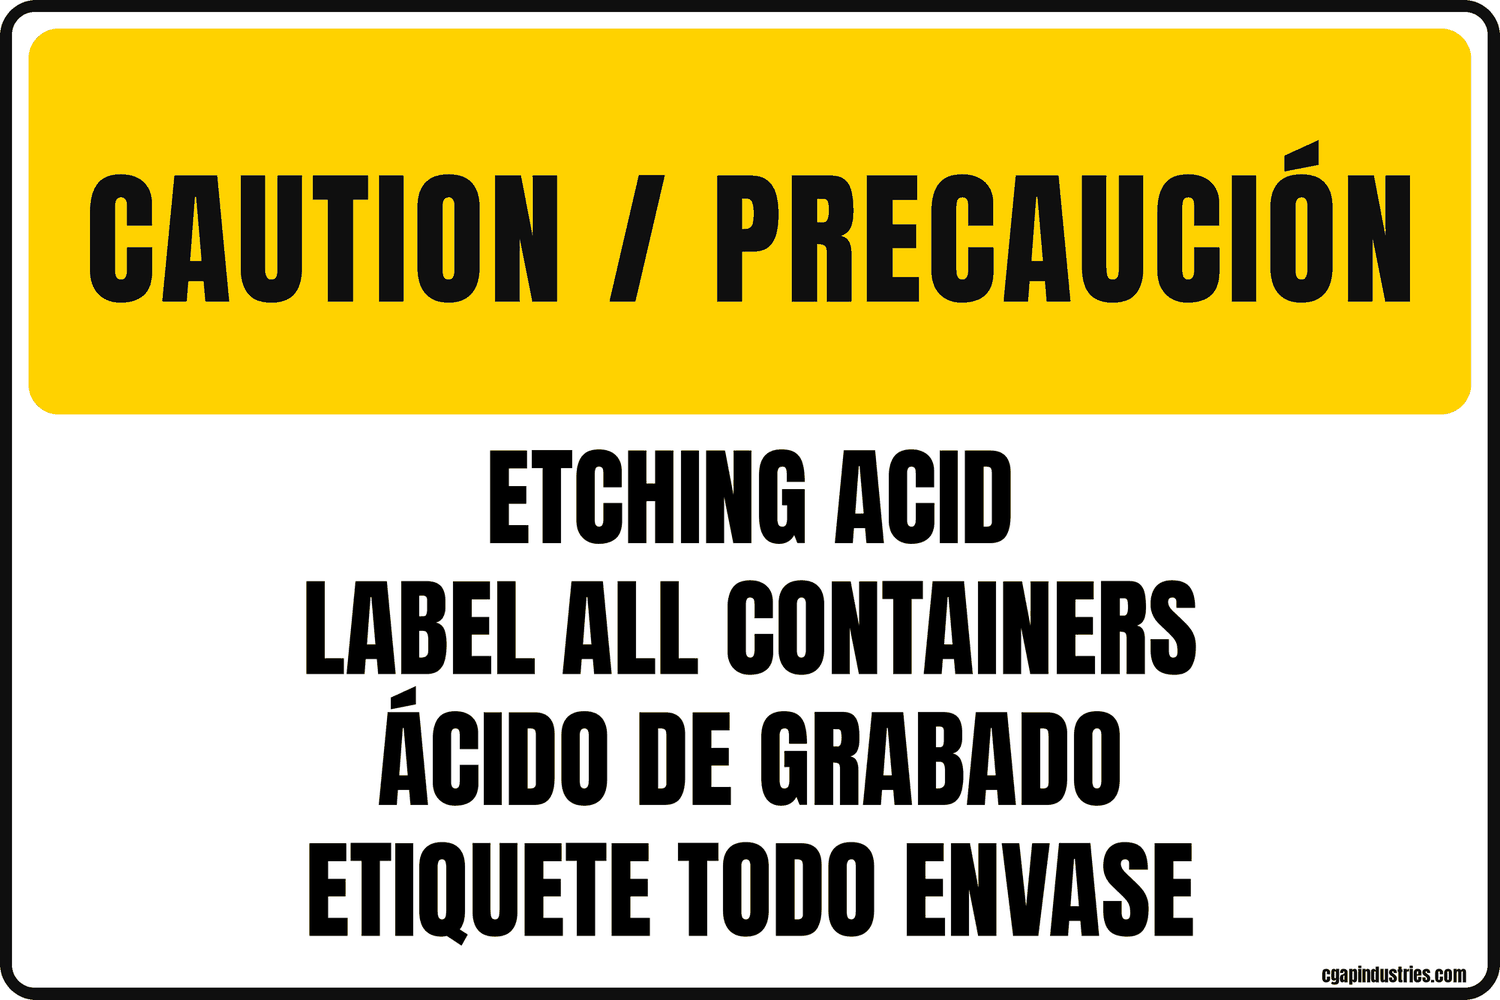 CAUTION / PRECAUCIÓN
ETCHING ACID
LABEL ALL CONTAINERS
ÁCIDO DE GRABADO
ETIQUETE TODO ENVASE
cgapindustries.com